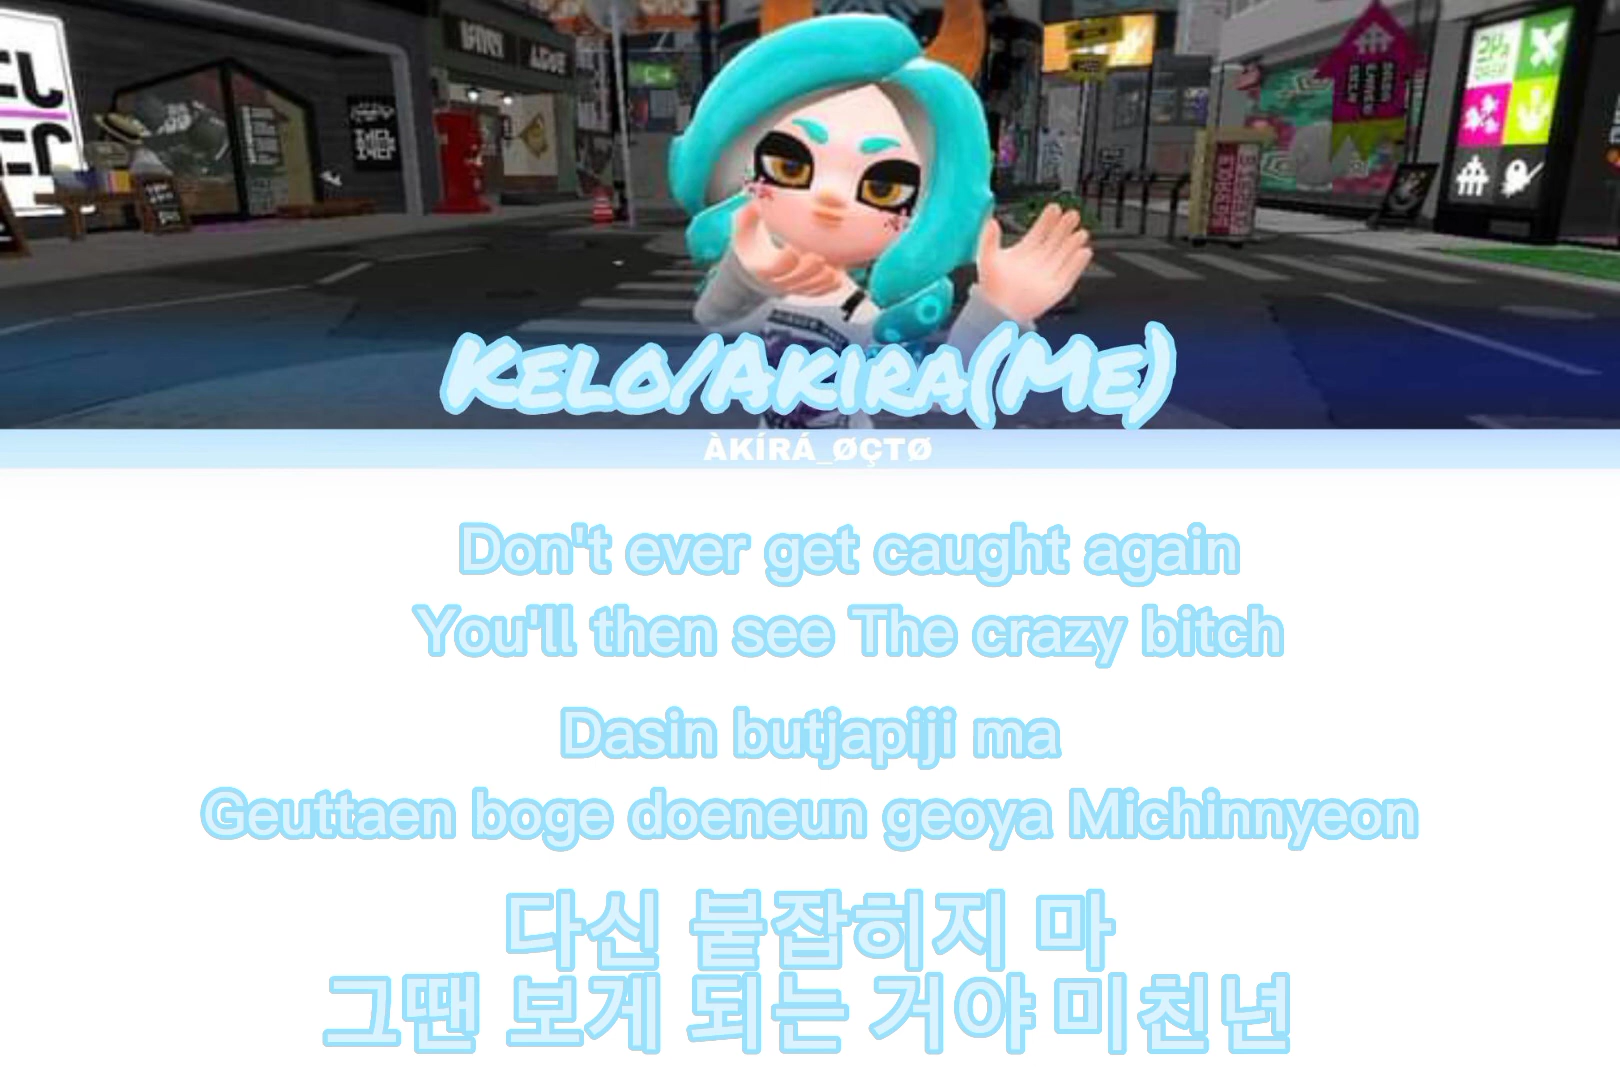 Kelo/Akira(Me)
ÀKÍRÁ_ØÇTØ
Don't ever get caught again
You'll then see The crazy bitch
Dasin butjapiji ma
Geuttaen boge doeneun geoya Michinnyeon
다신 붙잡히지 마
그땐 보게 되는 거야 미친년